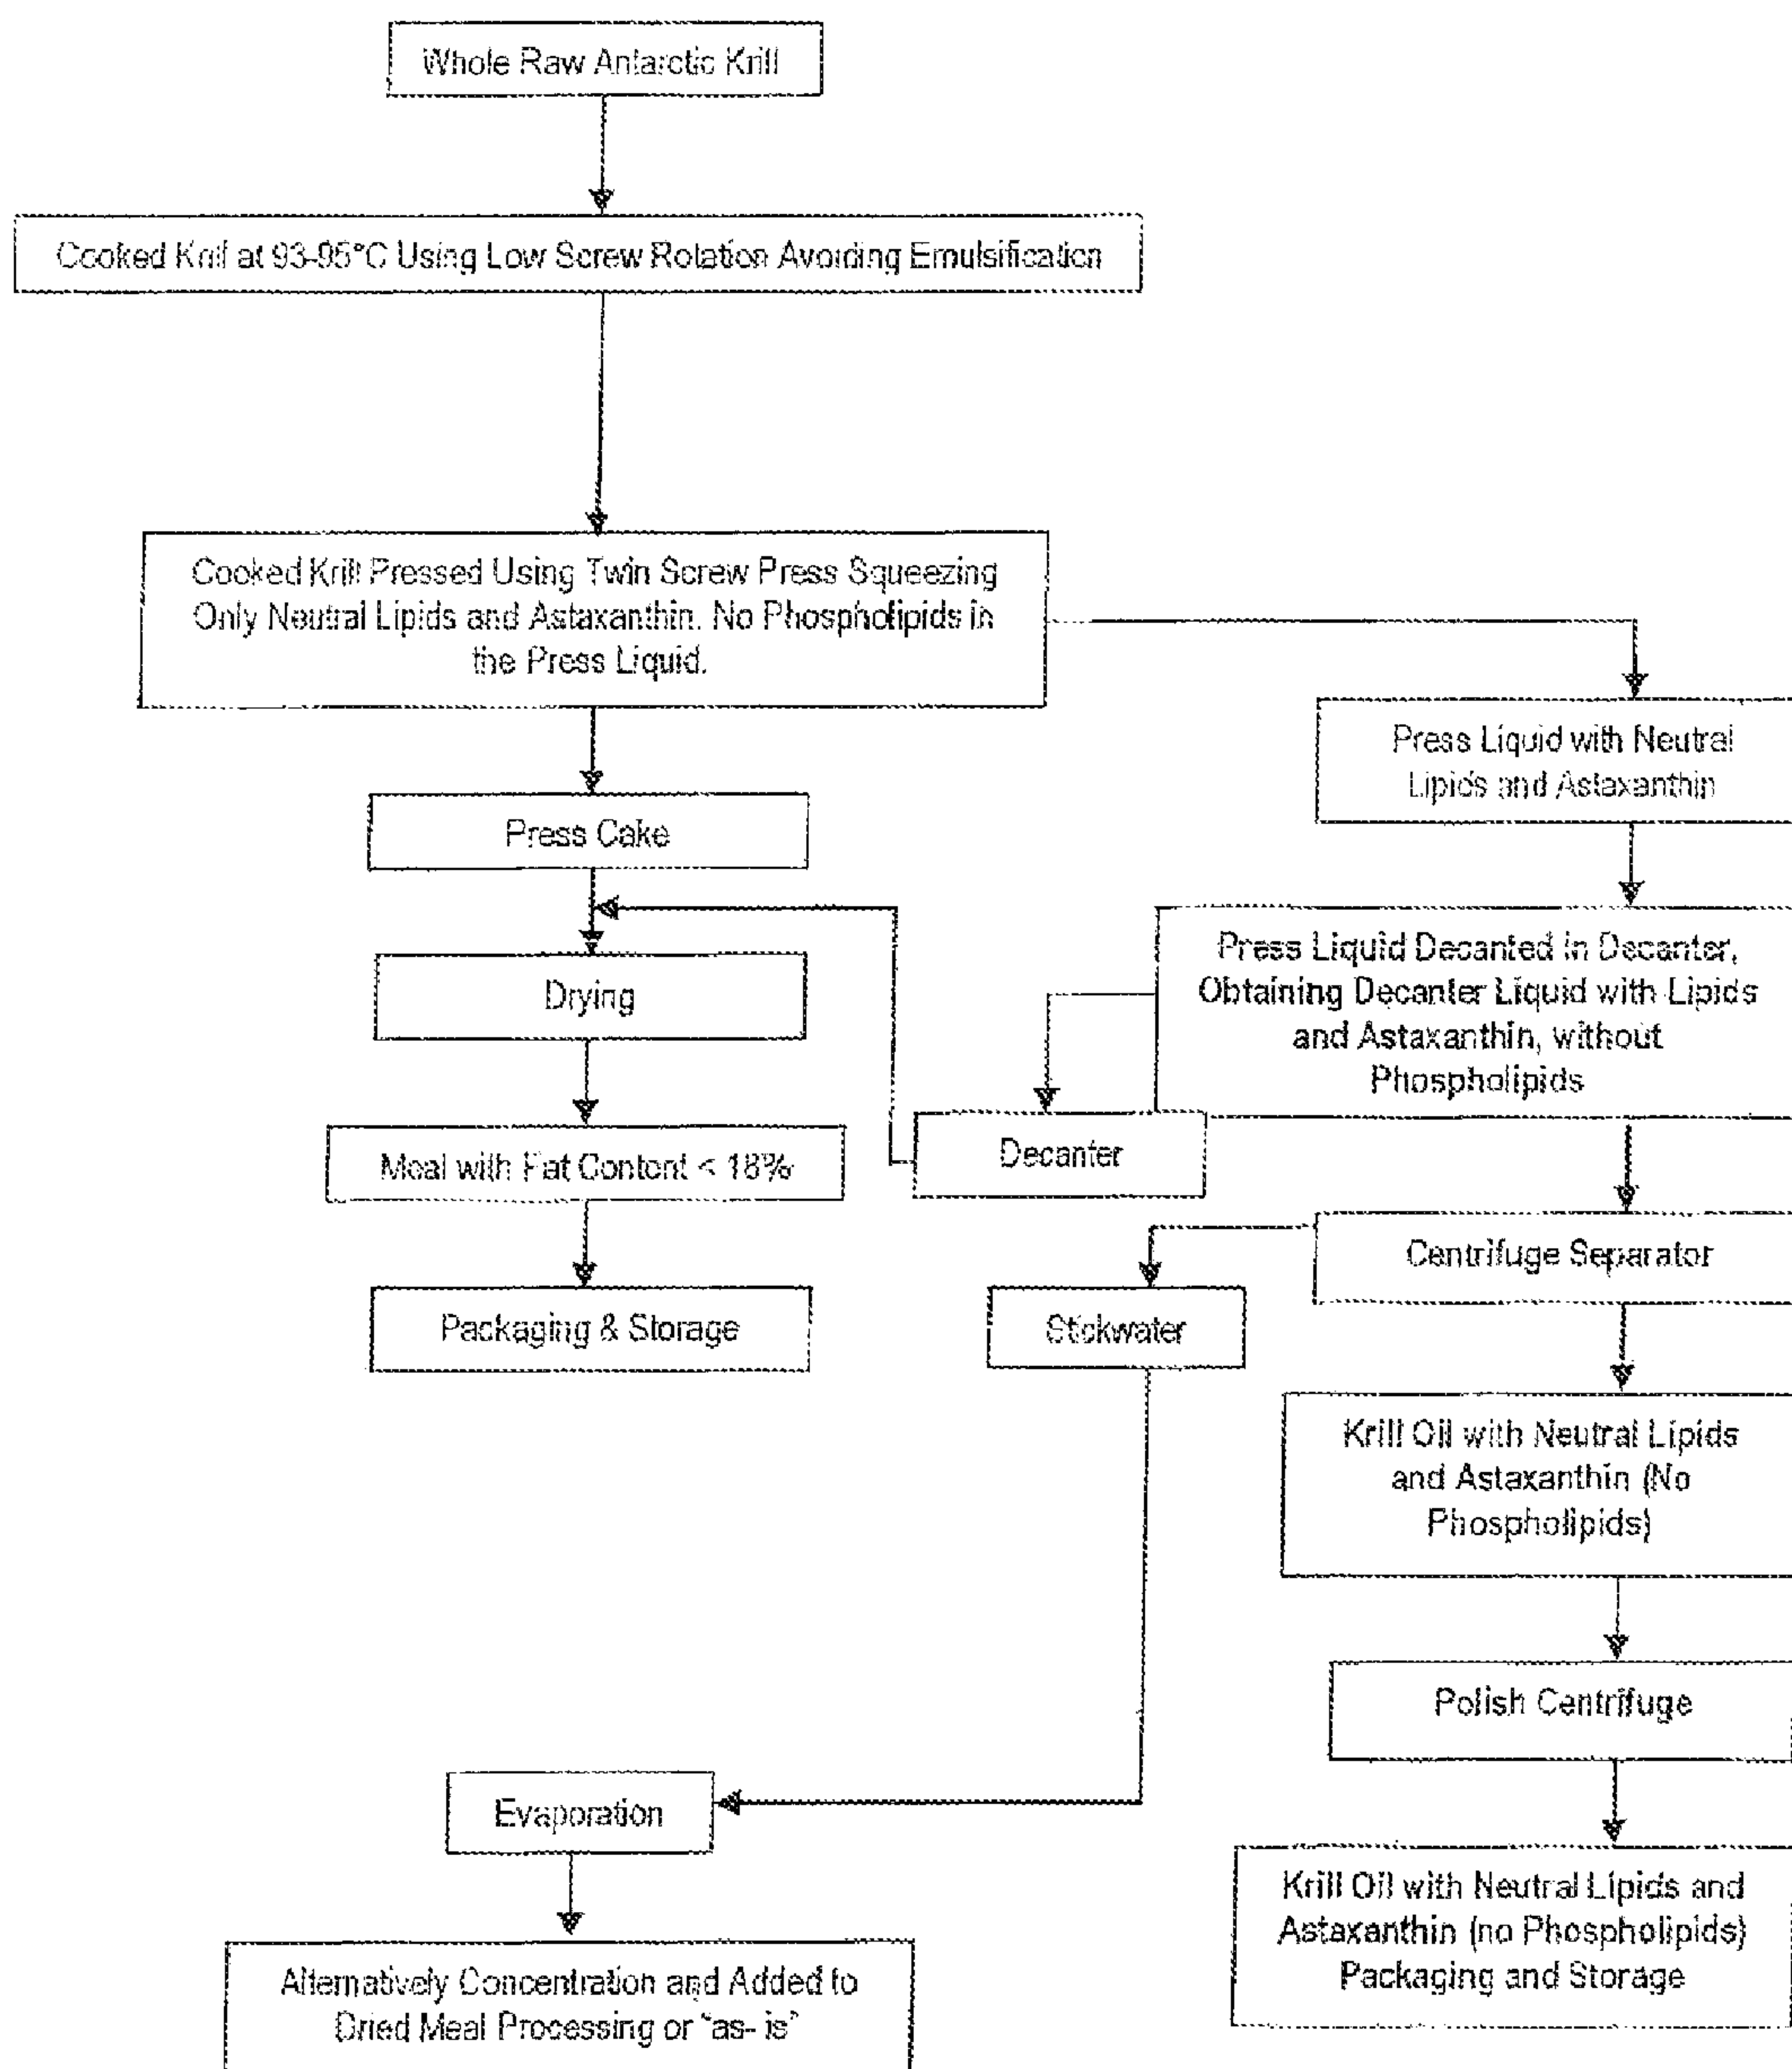 Whole Raw Antarctic Krill
Cooked Krill at 93-95°C Using Low Screw Rotation Avoiding Emulsification
Cooked Krill Pressed Using Twin Screw Press Squeezing
Only Neutral Lipids and Astaxanthin. No Phospholipids in
the Press Liquid.
Press Liquid with Neutral
Lipids and Astaxanthin
Press Cake
Press Liquid Decanted in Decanter,
Obtaining Decanter Liquid with Lipids
and Astaxanthin, without
Phospholipids
Drying
Decanter
Meal with Fat Content < 18%
Centrifuge Separator
Stickwater
Packaging & Storage
Krill Oil with Neutral Lipids
and Astaxanthin (No
Phospholipids)
Polish Centrifuge
Evaporation
Krill Oil with Neutral Lipids and
Astaxanthin (no Phospholipids)
Packaging and Storage
Alternatively Concentration and Added to
Dried Meal Processing or "as- is"